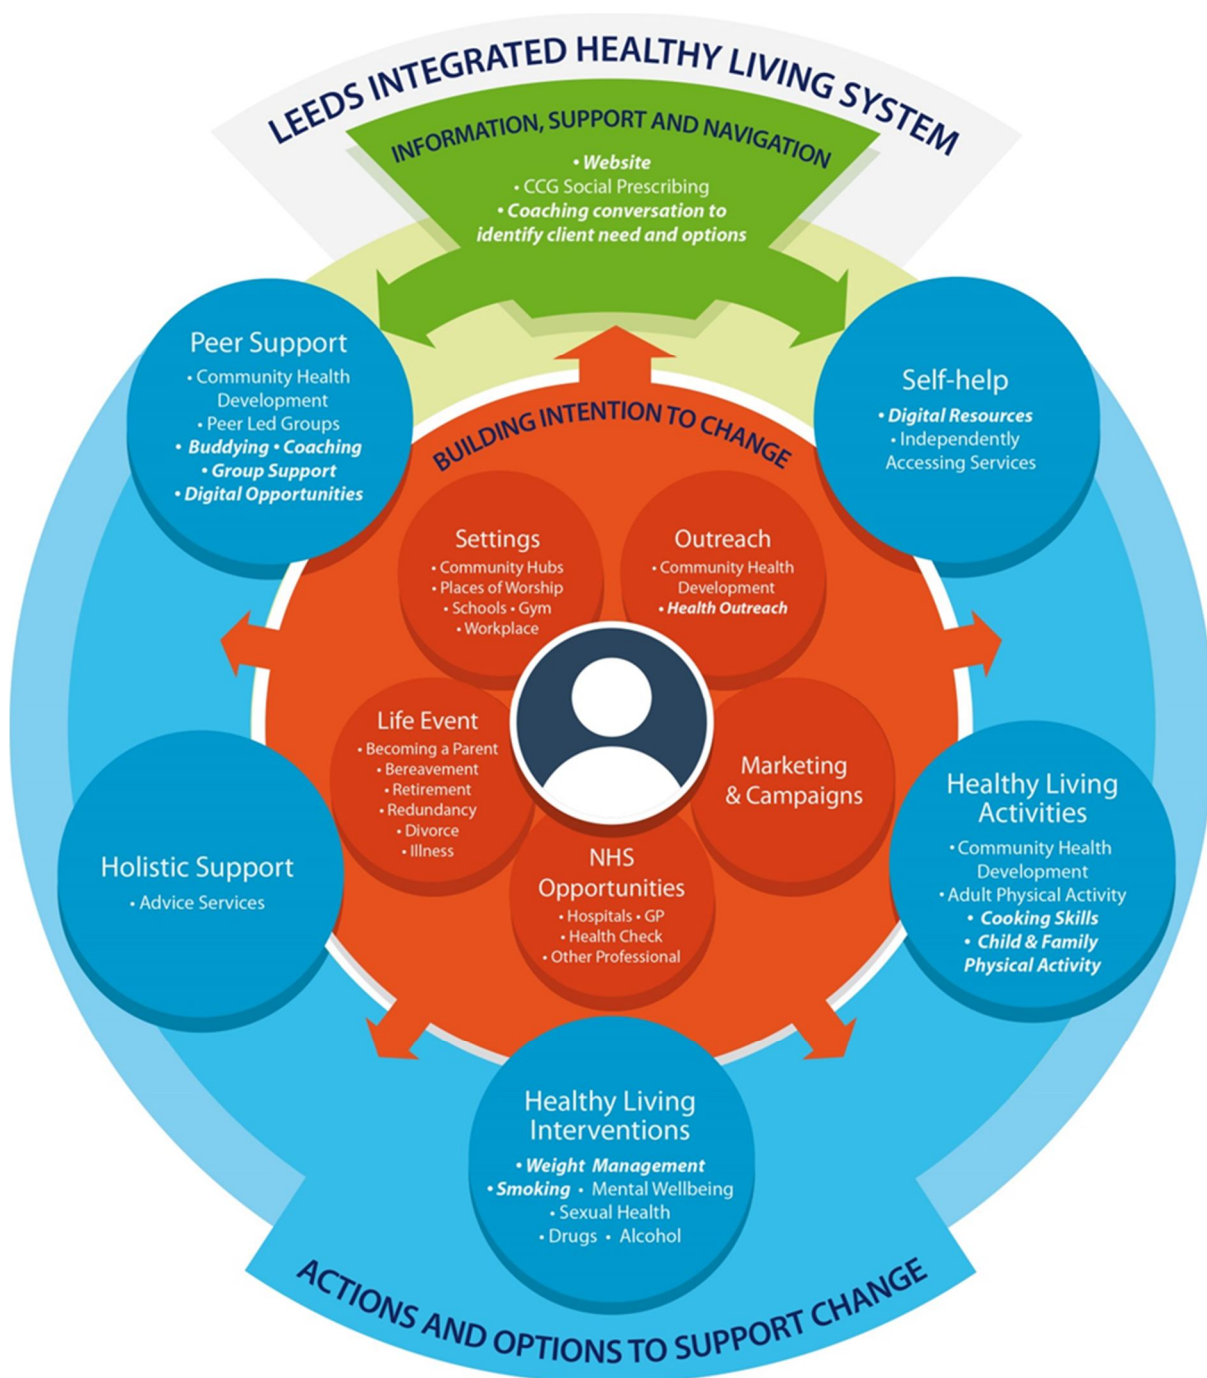 LEEDS INTEGRATED HEALTHY LIVING SYSTEM
INFORMATION, SUPPORT AND NAVIGATION
• Website
• CCG Social Prescribing
• Coaching conversation to
identify client need and options
Peer Support
• Community Health
Development
• Peer Led Groups
• Buddying • Coaching
• Group Support
• Digital Opportunities
Self-help
• Digital Resources
• Independently
Accessing Services
BUILDING INTENTION TO CHANGE
Settings
• Community Hubs
• Places of Worship
• Schools • Gym
• Workplace
Outreach
• Community Health
Development
• Health Outreach
Life Event
• Becoming a Parent
• Bereavement
• Retirement
• Redundancy
• Divorce
• Illness
Marketing
& Campaigns
NHS
Opportunities
• Hospitals • GP
• Health Check
• Other Professional
Holistic Support
• Advice Services
Healthy Living
Activities
• Community Health
Development
• Adult Physical Activity
• Cooking Skills
• Child & Family
Physical Activity
Healthy Living
Interventions
• Weight Management
• Smoking • Mental Wellbeing
• Sexual Health
• Drugs • Alcohol
ACTIONS AND OPTIONS TO SUPPORT CHANGE